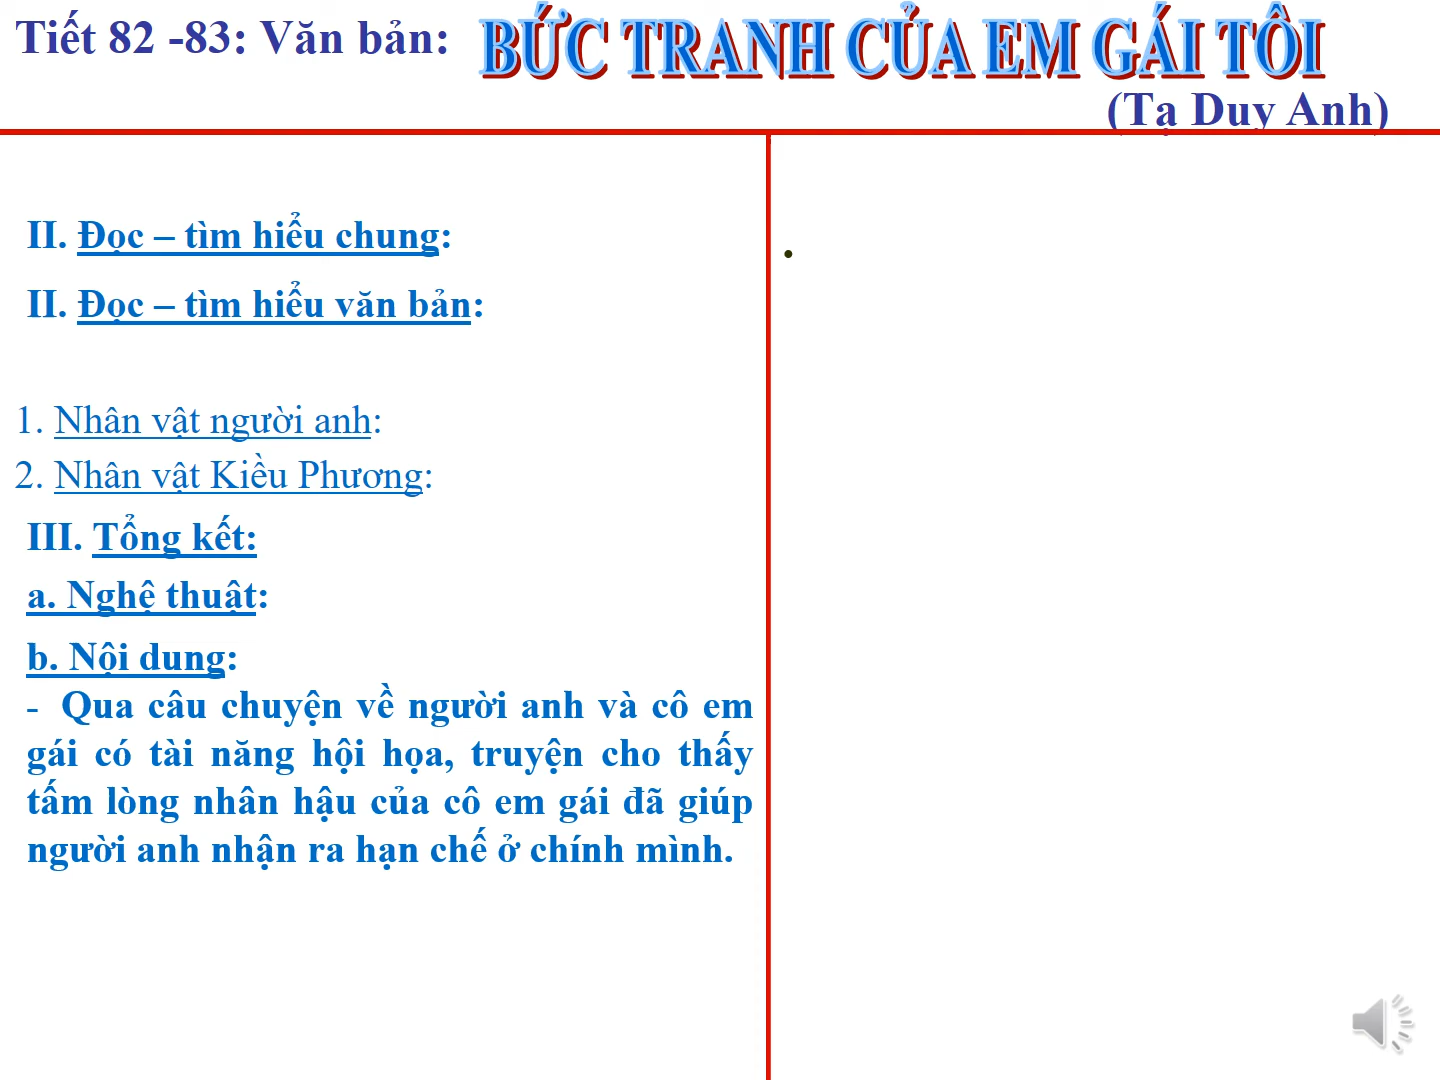 Tiết 82 -83: Văn bản: BỨC TRANH CỦA EM GÁI TÔI
(Tạ Duy Anh)
II. Đọc – tìm hiểu chung:
II. Đọc – tìm hiểu văn bản:
1. Nhân vật người anh:
2. Nhân vật Kiều Phương:
III. Tổng kết:
a. Nghệ thuật:
b. Nội dung:
- Qua câu chuyện về người anh và cô em
gái có tài năng hội họa, truyện cho thấy
tấm lòng nhân hậu của cô em gái đã giúp
người anh nhận ra hạn chế ở chính mình.